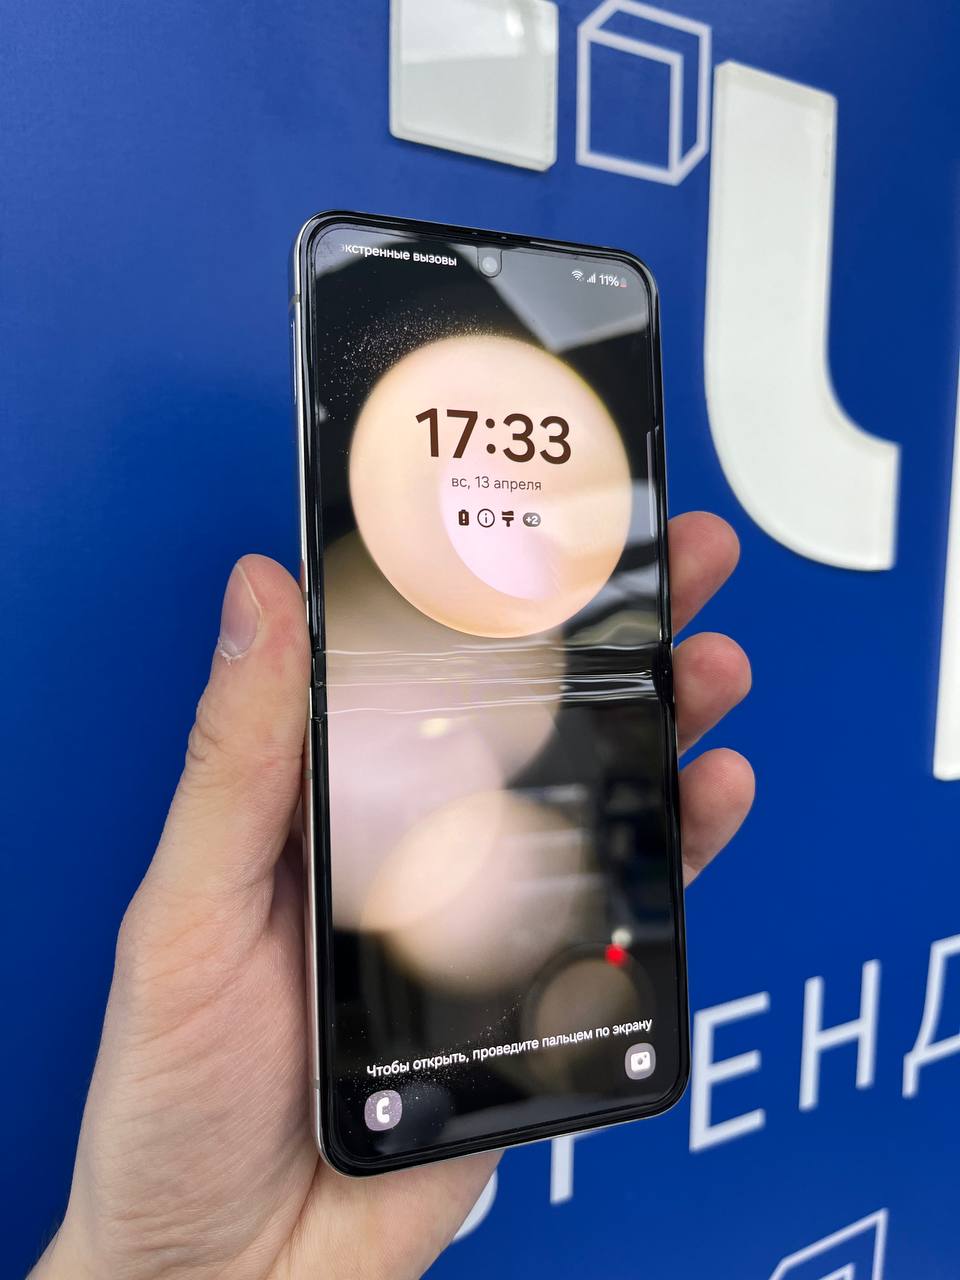 экстренные вызовы
11%
17:33
вс, 13 апреля
+2
Чтобы открыть, проведите пальцем по экрану